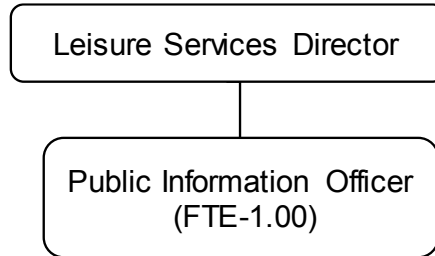 Leisure Services Director
Public Information Officer
(FTE-1.00)